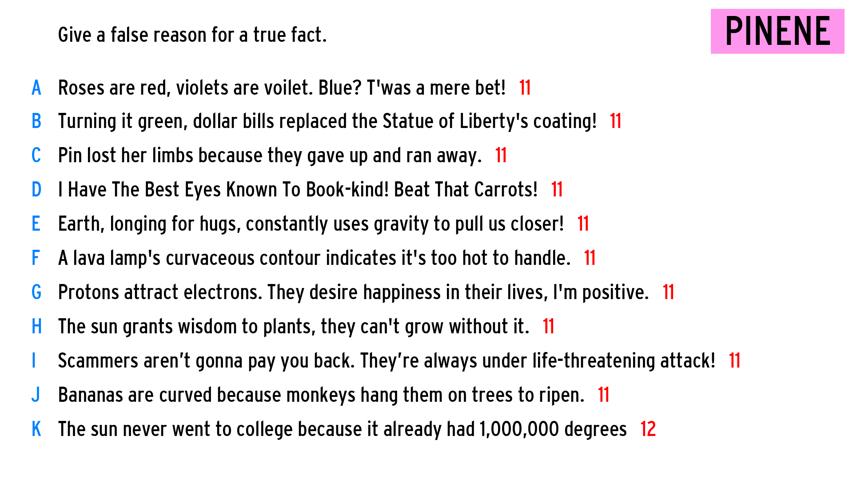 Give a false reason for a true fact.
PINENE
A Roses are red, violets are voilet. Blue? T'was a mere bet! 11
B Turning it green, dollar bills replaced the Statue of Liberty's coating! 11
C Pin lost her limbs because they gave up and ran away. 11
D I Have The Best Eyes Known To Book-kind! Beat That Carrots! 11
E Earth, longing for hugs, constantly uses gravity to pull us closer! 11
F A lava lamp's curvaceous contour indicates it's too hot to handle. 11
G Protons attract electrons. They desire happiness in their lives, I'm positive. 11
H The sun grants wisdom to plants, they can't grow without it. 11
I Scammers aren’t gonna pay you back. They’re always under life-threatening attack! 11
J Bananas are curved because monkeys hang them on trees to ripen. 11
K The sun never went to college because it already had 1,000,000 degrees 12